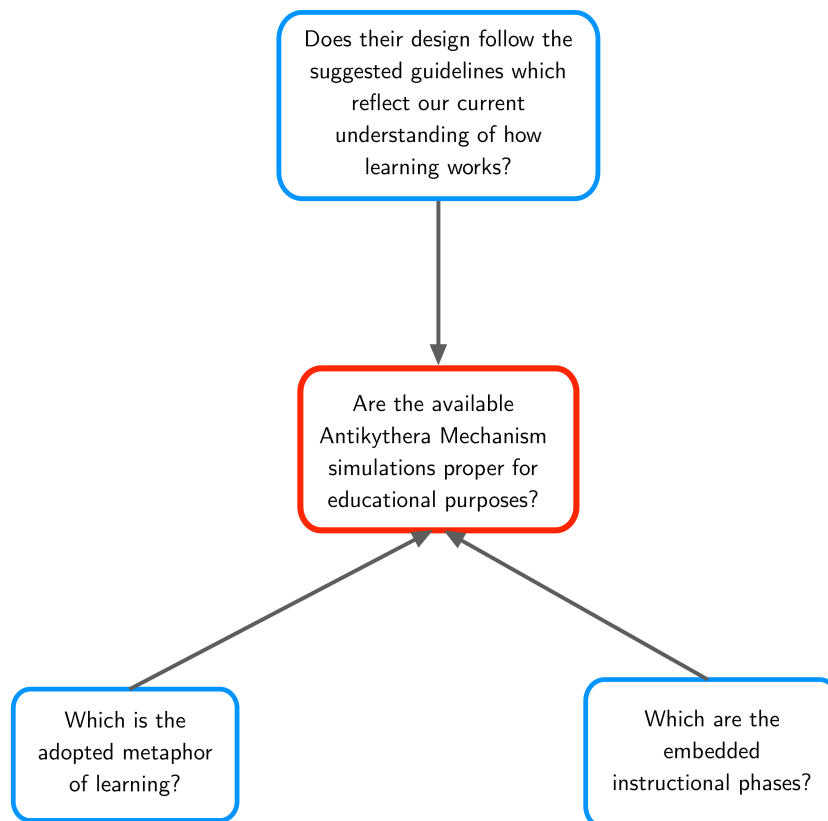 Does their design follow the
suggested guidelines which
reflect our current
understanding of how
learning works?
Are the available
Antikythera Mechanism
simulations proper for
educational purposes?
Which is the
adopted metaphor
of learning?
Which are the
embedded
instructional phases?